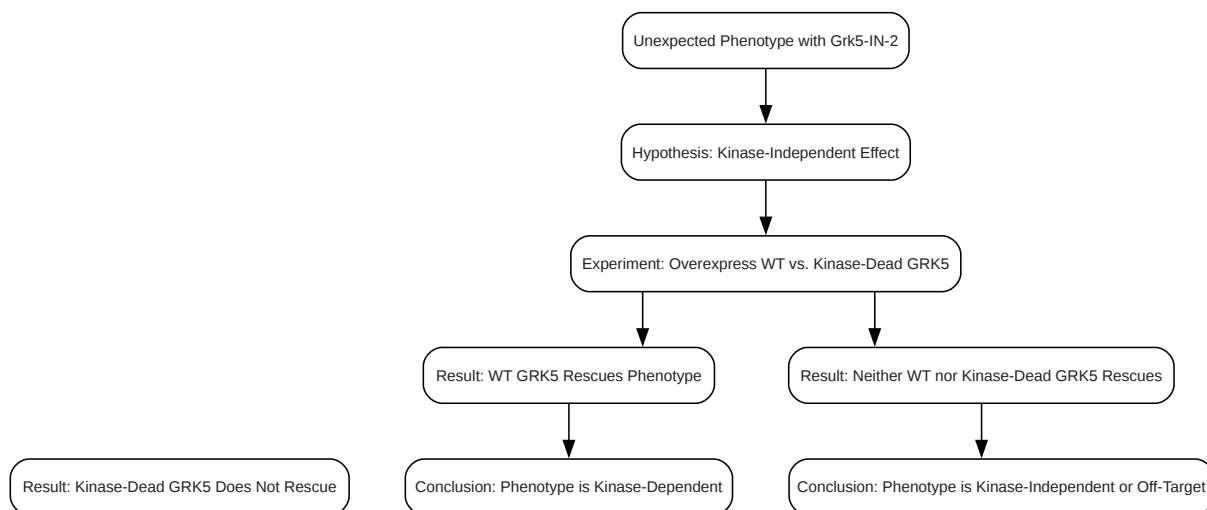 Unexpected Phenotype with Grk5-IN-2
Hypothesis: Kinase-Independent Effect
Experiment: Overexpress WT vs. Kinase-Dead GRK5
Result: WT GRK5 Rescues Phenotype
Result: Neither WT nor Kinase-Dead GRK5 Rescues
Result: Kinase-Dead GRK5 Does Not Rescue
Conclusion: Phenotype is Kinase-Dependent
Conclusion: Phenotype is Kinase-Independent or Off-Target